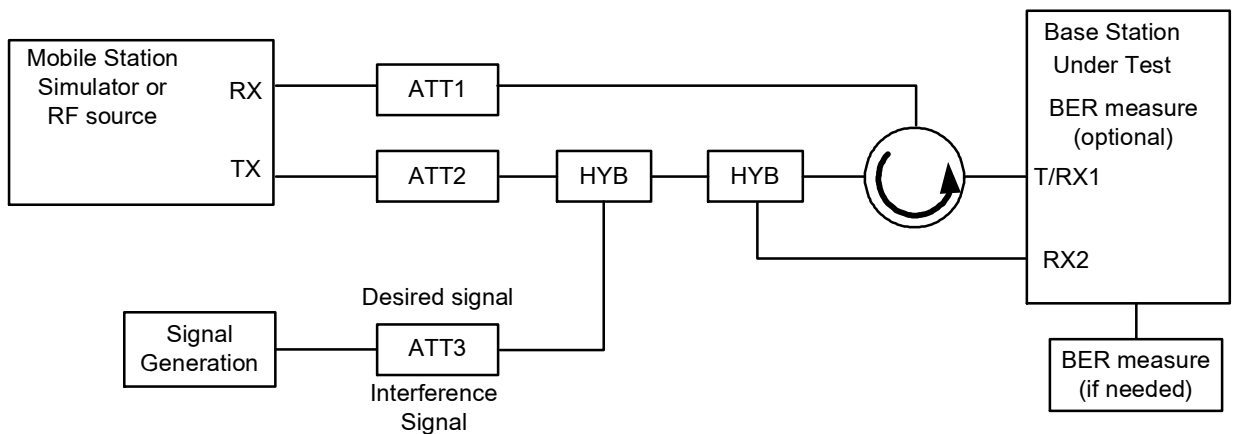 Mobile Station
Simulator or
RF source
RX
TX
ATT1
ATT2
HYB
HYB
Base Station
Under Test
BER measure
(optional)
T/RX1
RX2
Desired signal
Signal
Generation
ATT3
Interference
Signal
BER measure
(if needed)